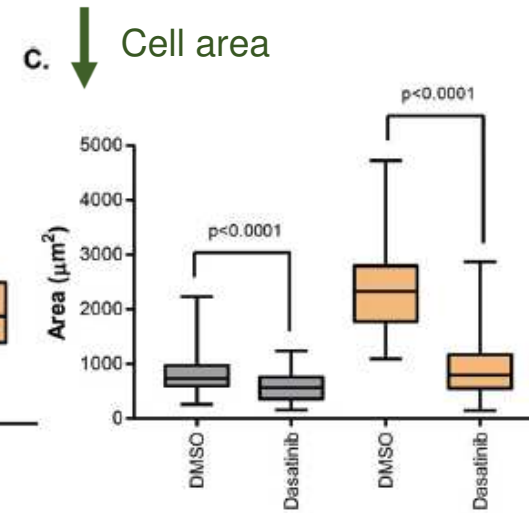 Cell area
C.
p<0.0001
p<0.0001
5000
4000
3000
2000
1000
0
Area (μm²)
DMSO
Dasatinib
DMSO
Dasatinib